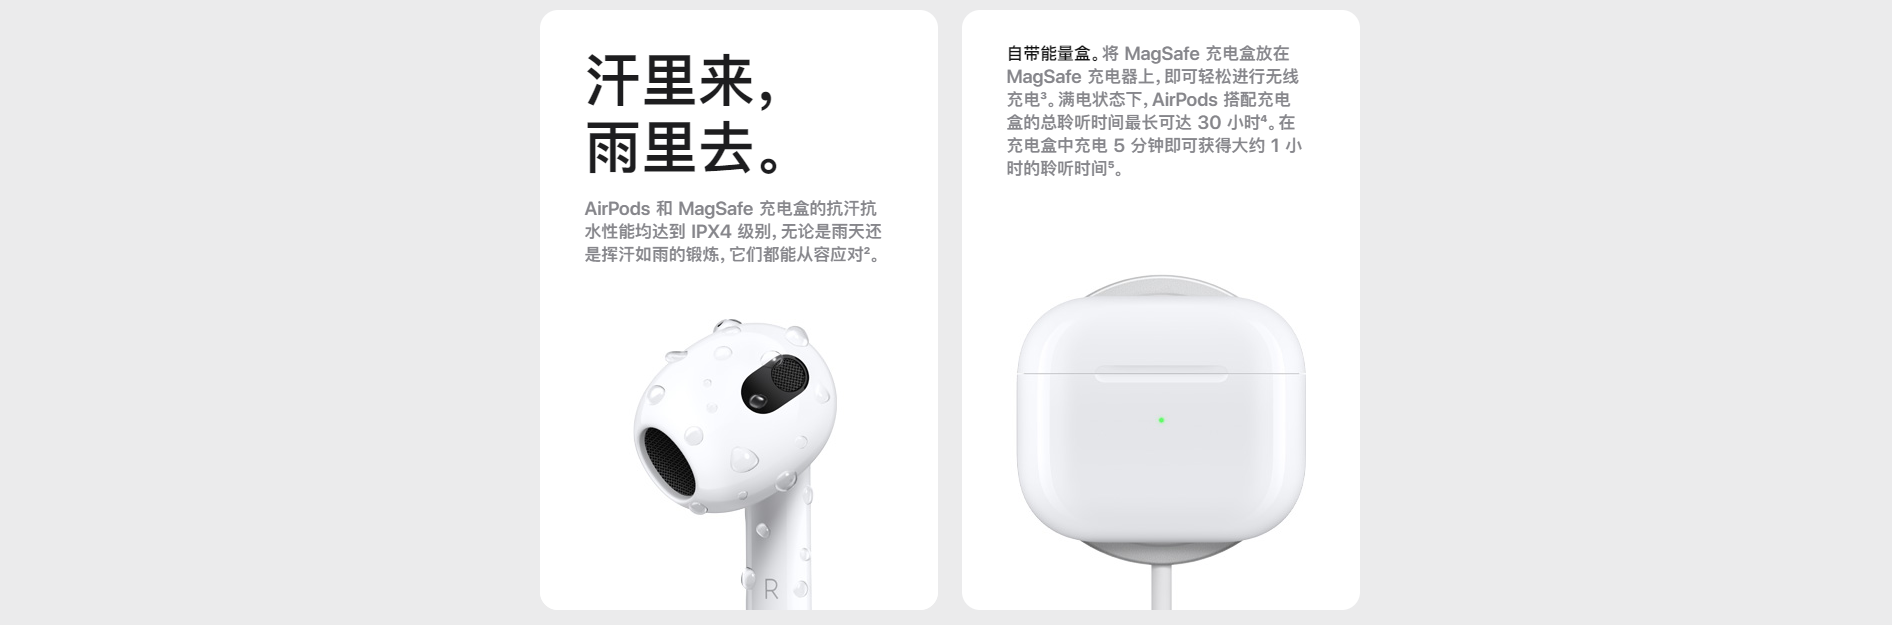 汗里来，
雨里去。
AirPods 和 MagSafe 充电盒的抗汗抗
水性能均达到 IPX4 级别，无论是雨天还
是挥汗如雨的锻炼，它们都能从容应对²。
R
自带能量盒。将 MagSafe 充电盒放在
MagSafe 充电器上，即可轻松进行无线
充电³。满电状态下，AirPods 搭配充电
盒的总聆听时间最长可达 30 小时⁴。在
充电盒中充电 5 分钟即可获得大约 1 小
时的聆听时间⁵。